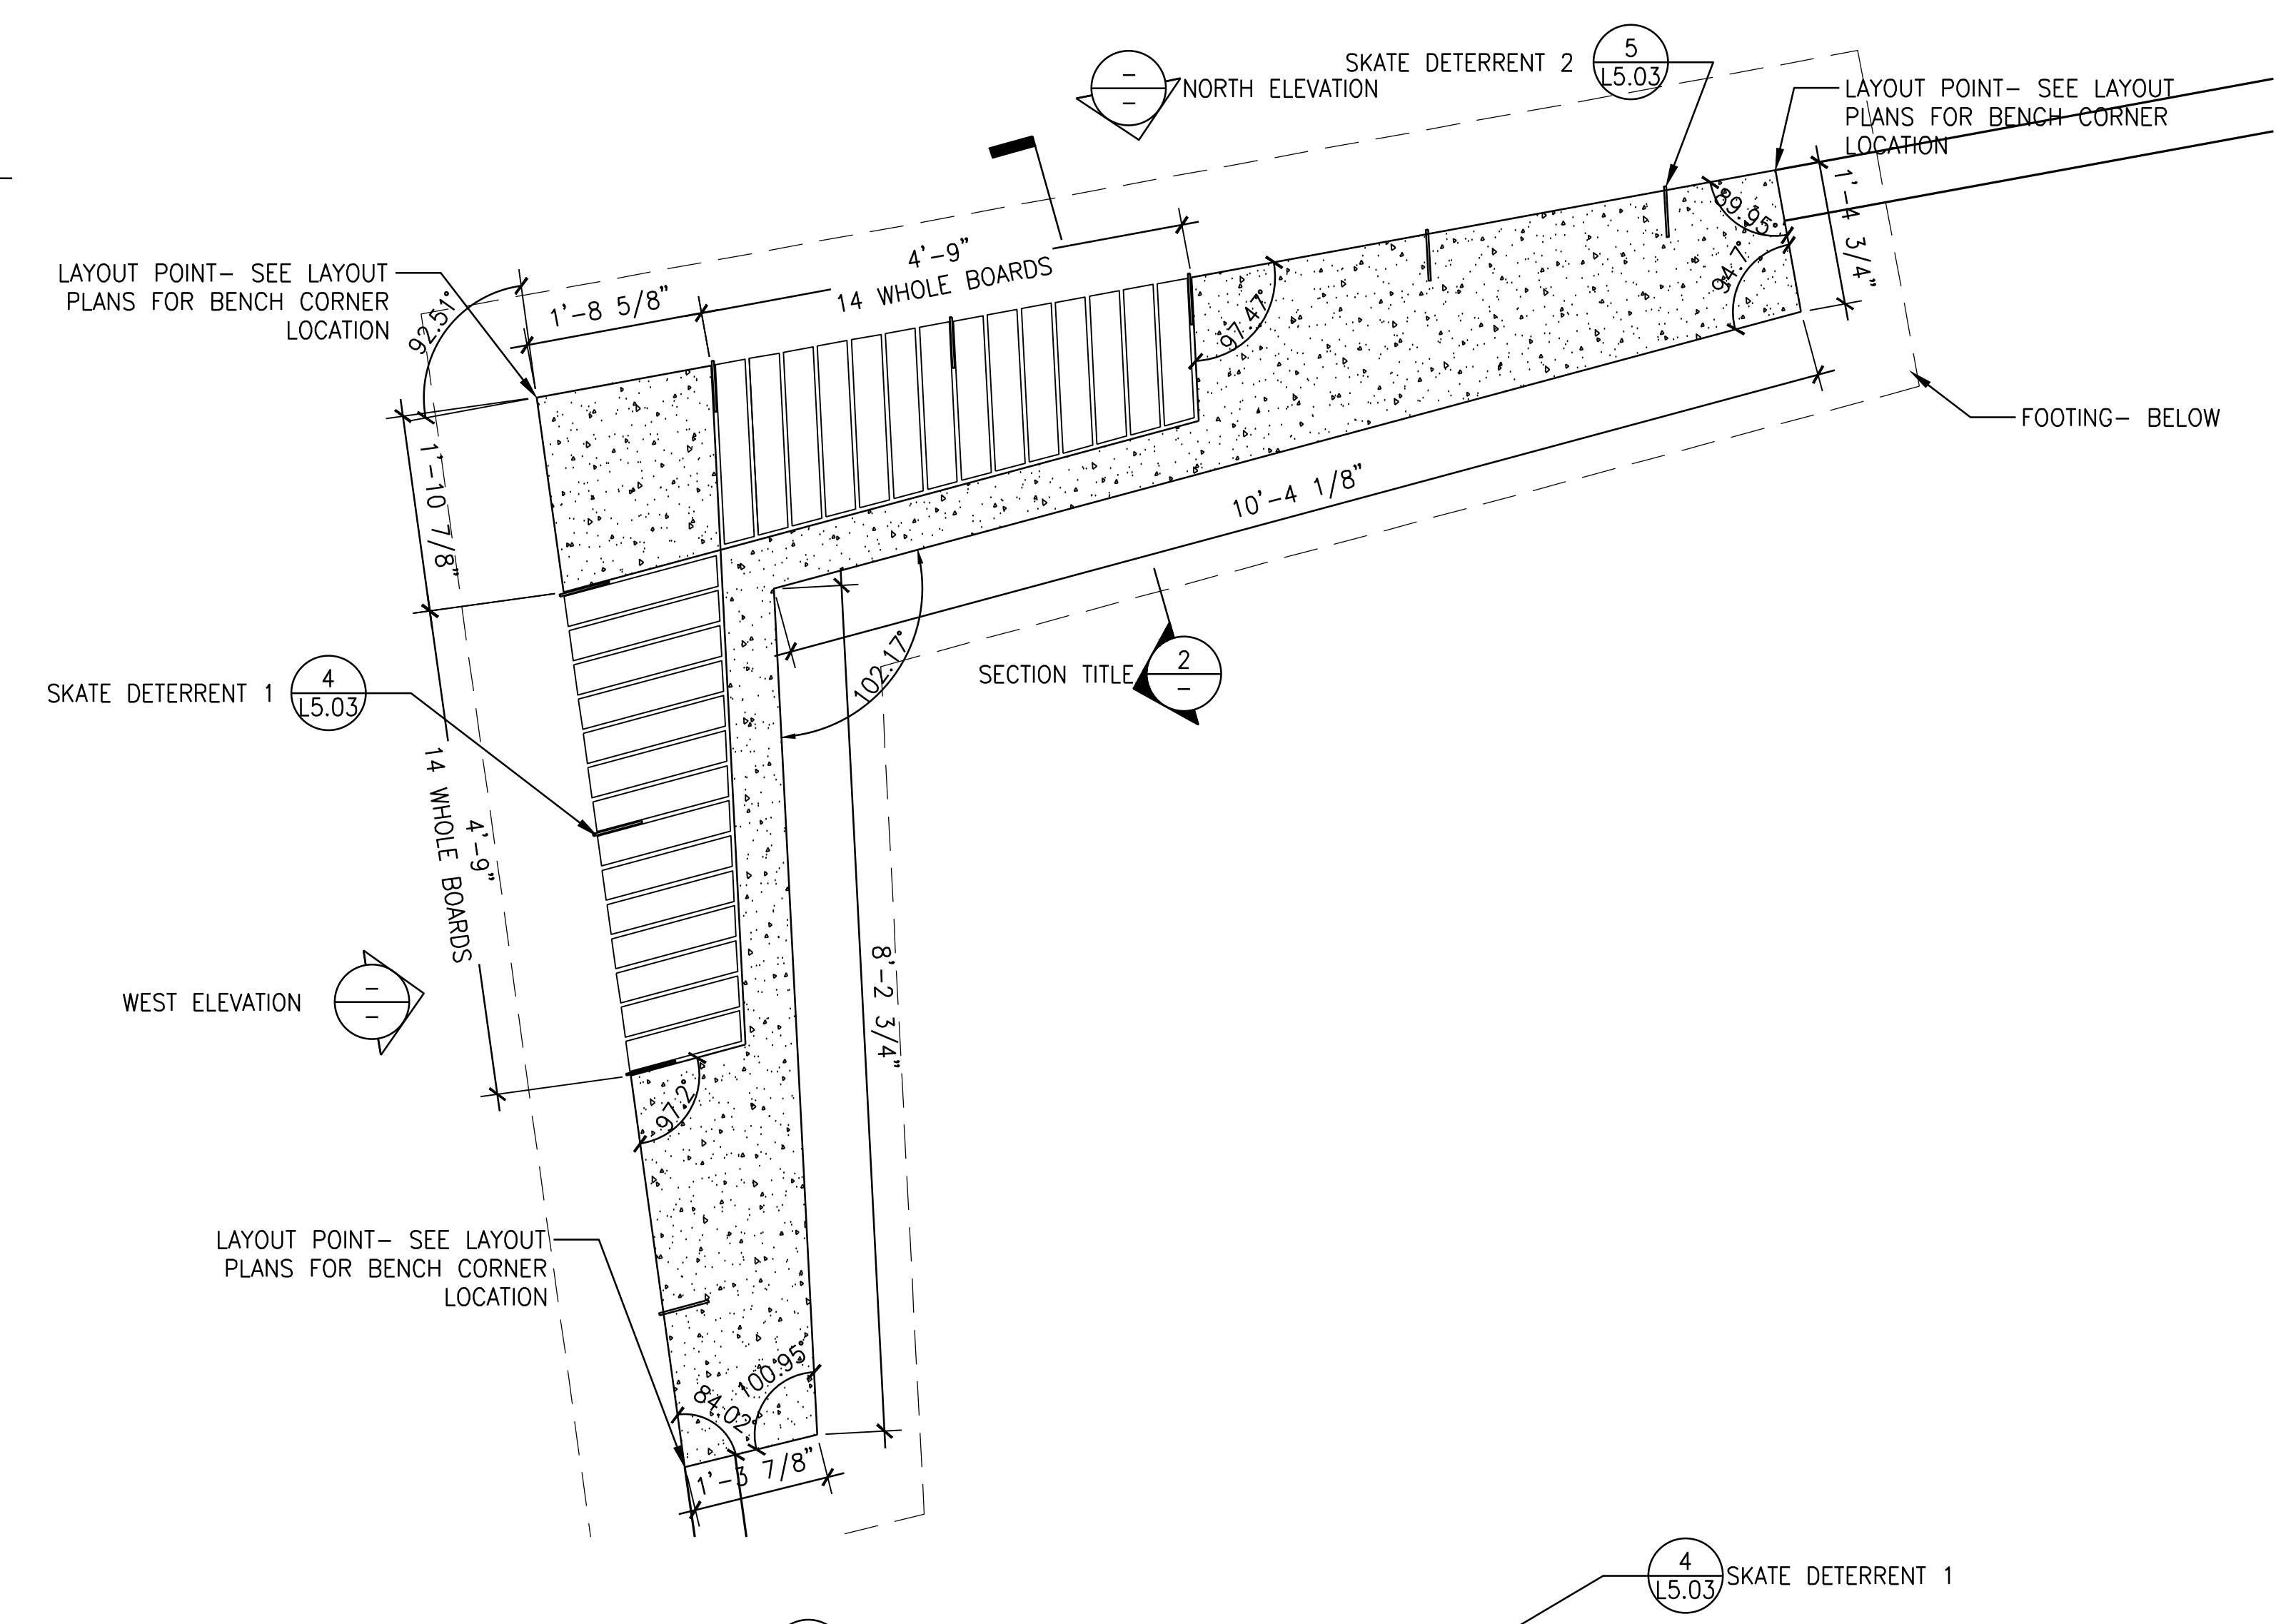 SKATE DETERRENT 2
5
L5.03
–
–
NORTH ELEVATION
LAYOUT POINT– SEE LAYOUT
PLANS FOR BENCH CORNER
LOCATION
1'-4 3/4"
89.95°
94.7°
4'-9"
14 WHOLE BOARDS
97.47°
LAYOUT POINT– SEE LAYOUT
PLANS FOR BENCH CORNER
LOCATION
92.51°
1'-8 5/8"
1'-10 7/8"
FOOTING– BELOW
10'-4 1/8"
102.17°
SECTION TITLE
2
–
SKATE DETERRENT 1
4
L5.03
4'-9"
14 WHOLE BOARDS
8'-2 3/4"
WEST ELEVATION
–
–
97.2°
LAYOUT POINT– SEE LAYOUT
PLANS FOR BENCH CORNER
LOCATION
84.02°
100.95°
1'-3 7/8"
4
L5.03
SKATE DETERRENT 1